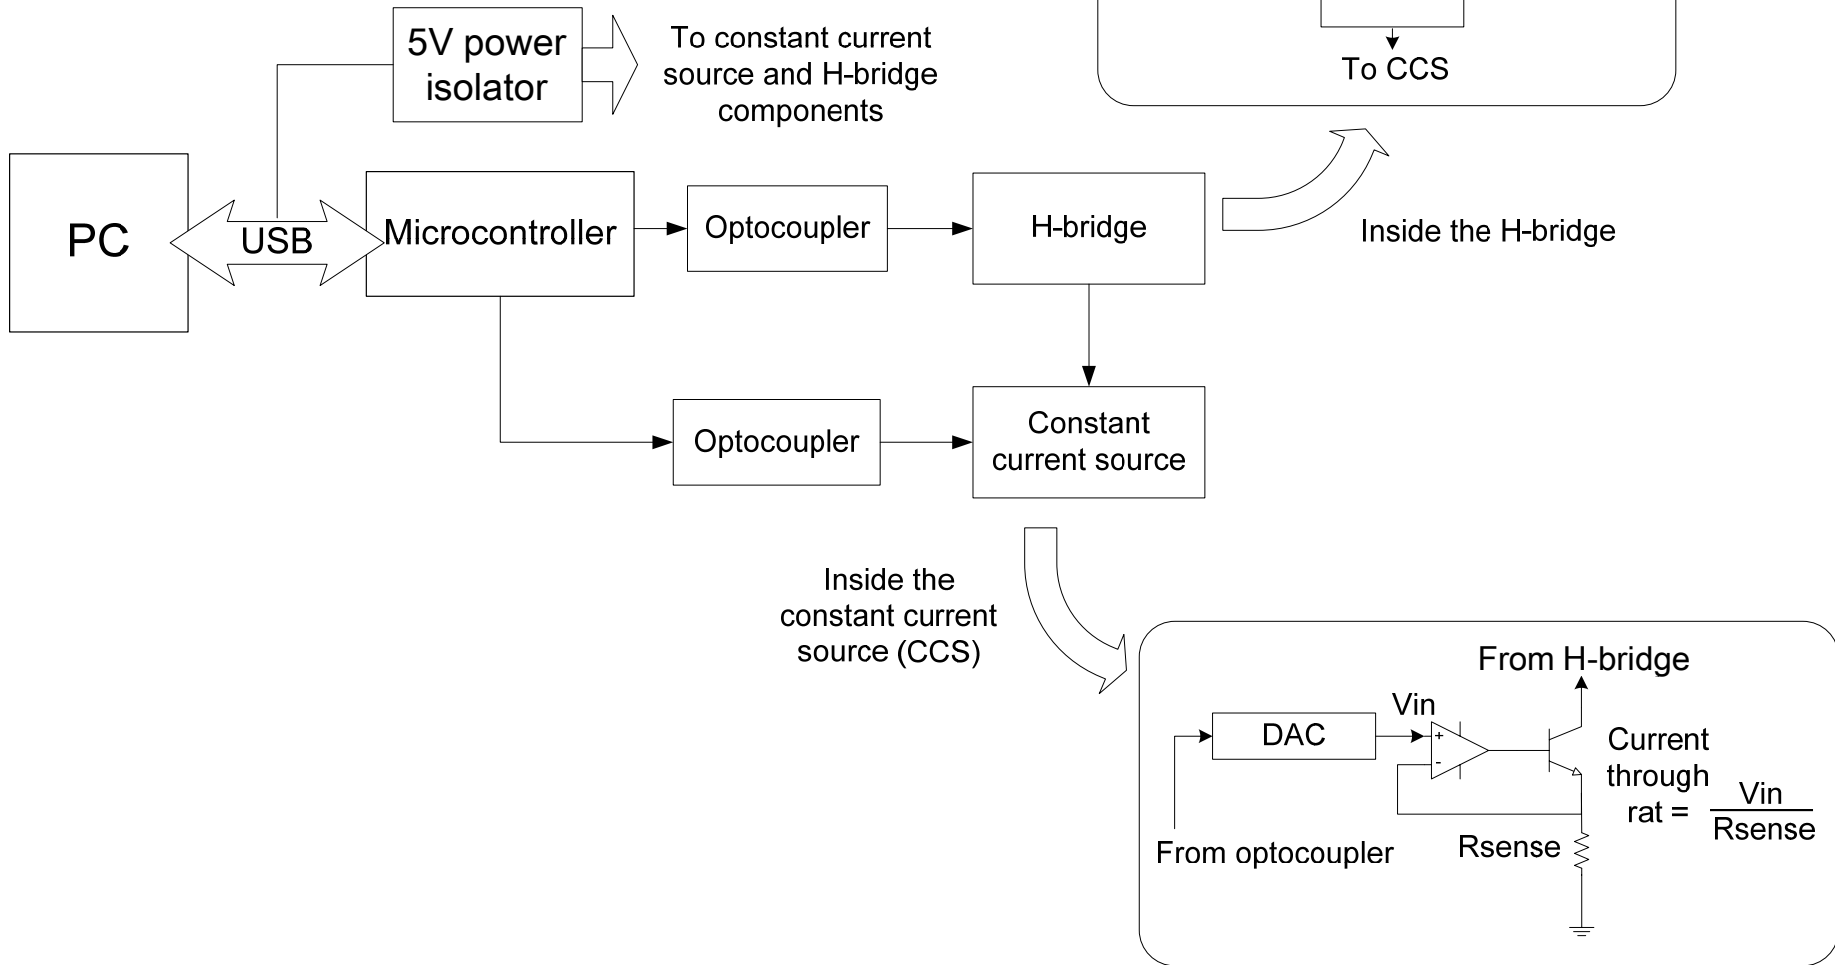 5V power
isolator
To constant current
source and H-bridge
components
To CCS
PC
USB
Microcontroller
Optocoupler
H-bridge
Inside the H-bridge
Optocoupler
Constant
current source
Inside the
constant current
source (CCS)
From H-bridge
Vin
DAC
+
-
Current
through
rat = Vin
Rsense
From optocoupler
Rsense